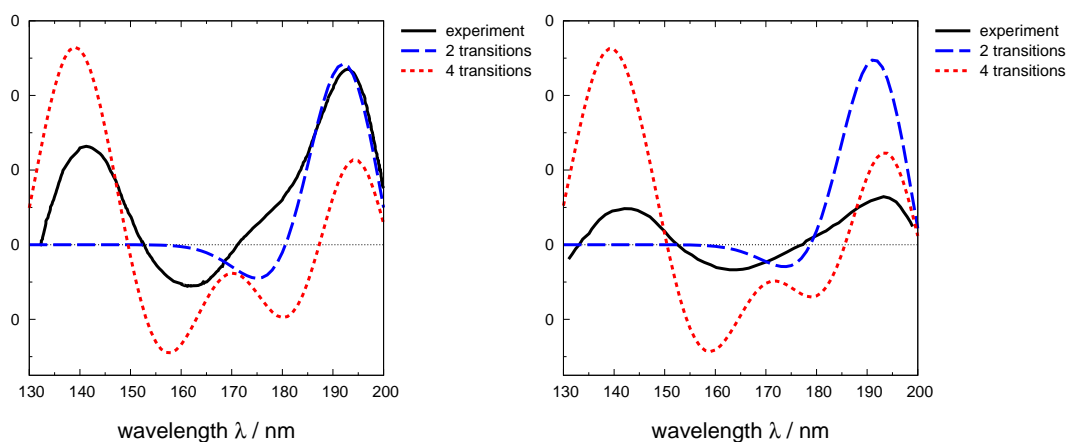 experiment
2 transitions
4 transitions
0
0
0
0
0
130 140 150 160 170 180 190 200
wavelength λ / nm
experiment
2 transitions
4 transitions
0
0
0
0
0
130 140 150 160 170 180 190 200
wavelength λ / nm